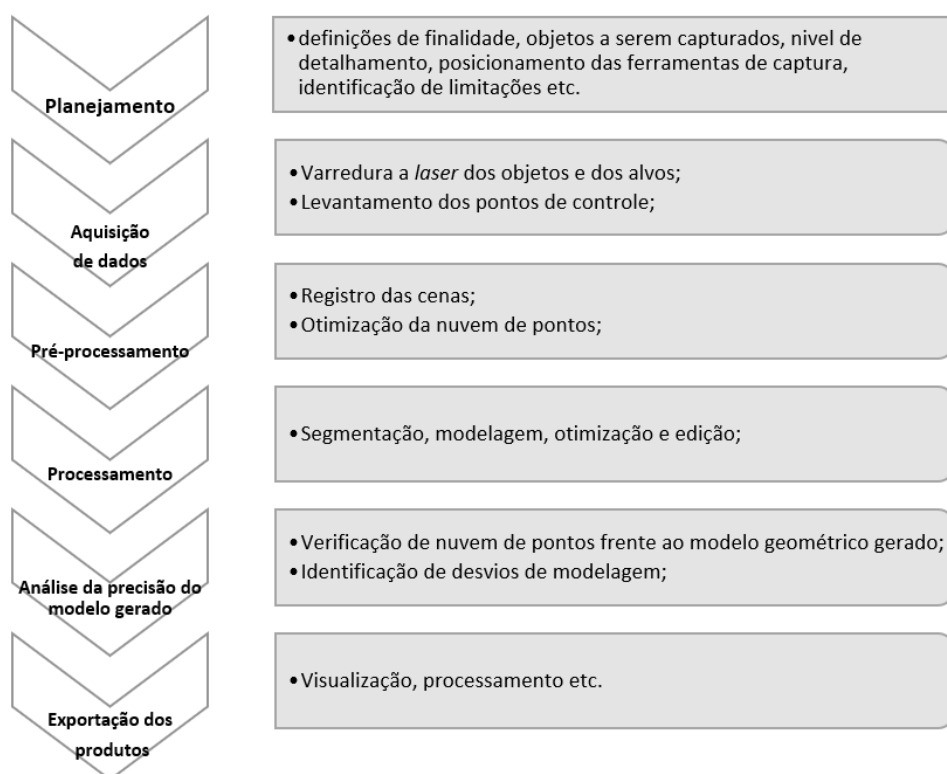 Planejamento
•definições de finalidade, objetos a serem capturados, nivel de
detalhamento, posicionamento das ferramentas de captura,
identificação de limitações etc.
Aquisição
de dados
•Varredura a laser dos objetos e dos alvos;
•Levantamento dos pontos de controle;
Pré-processamento
•Registro das cenas;
•Otimização da nuvem de pontos;
Processamento
•Segmentação, modelagem, otimização e edição;
Análise da precisão do
modelo gerado
•Verificação de nuvem de pontos frente ao modelo geométrico gerado;
•Identificação de desvios de modelagem;
Exportação dos
produtos
•Visualização, processamento etc.